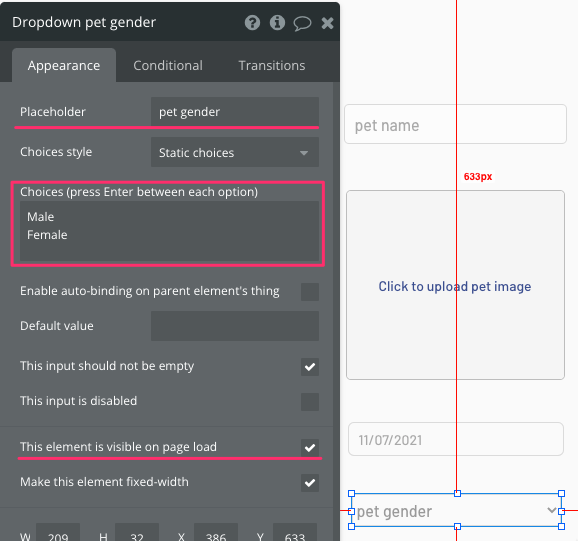 Dropdown pet gender
Appearance
Conditional
Transitions
Placeholder
pet gender
Choices style
Static choices
Choices (press Enter between each option)
Male
Female
Enable auto-binding on parent element's thing
Default value
This input should not be empty
This input is disabled
This element is visible on page load
Make this element fixed-width
W 209 H 32 X 386 Y 633
pet name
633px
Click to upload pet image
11/07/2021
pet gender